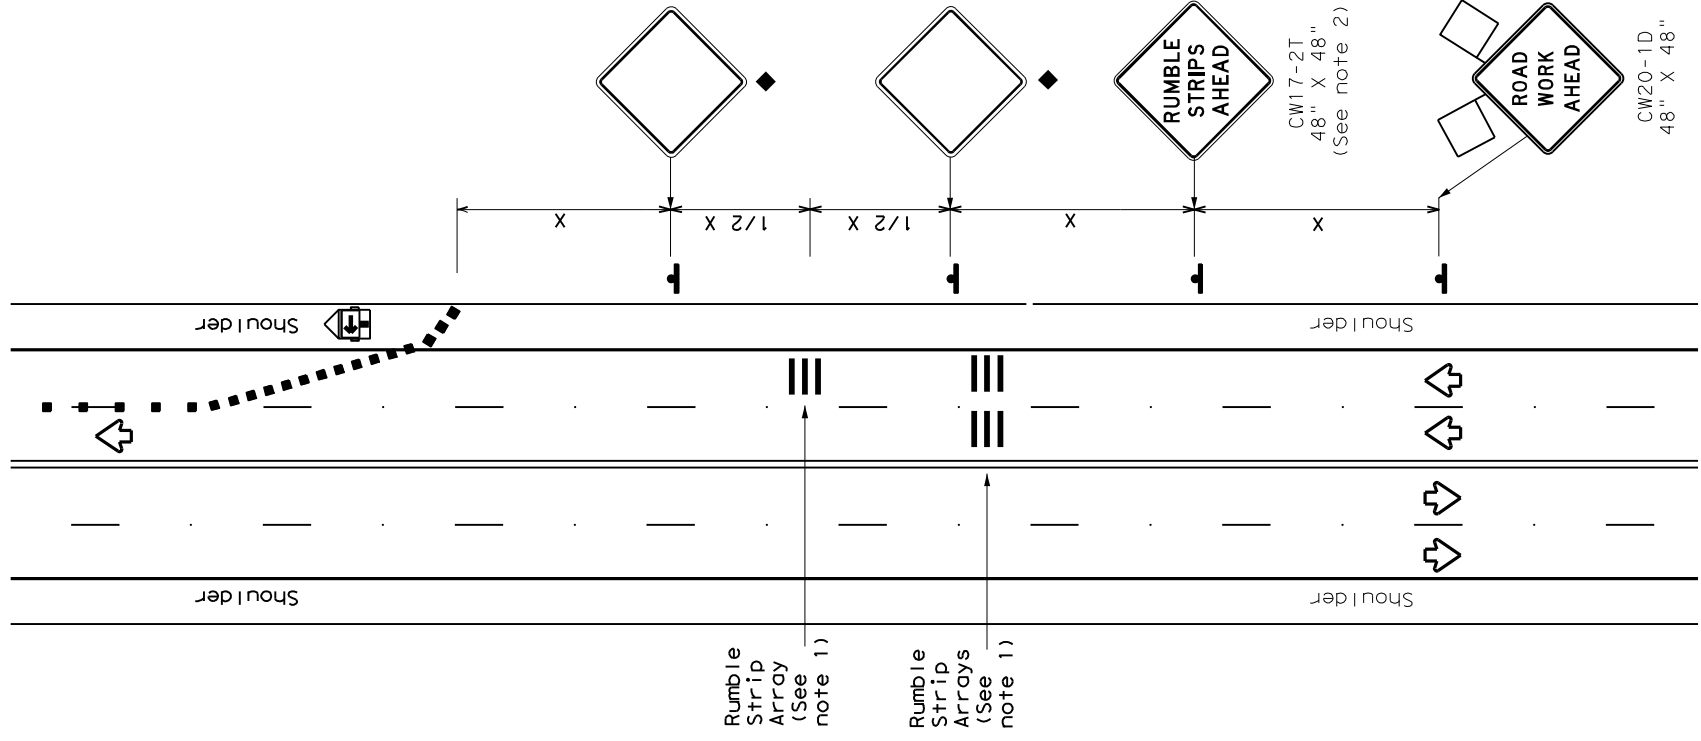 RUMBLE
STRIPS
AHEAD
CW17-2T
48" X 48"
(See note 2)
ROAD
WORK
AHEAD
CW20-1D
48" X 48"
X
1/2 X
1/2 X
X
X
Shoulder
Shoulder
Shoulder
Shoulder
Rumble
Strip
Array
(See
note 1)
Rumble
Strip
Arrays
(See
note 1)